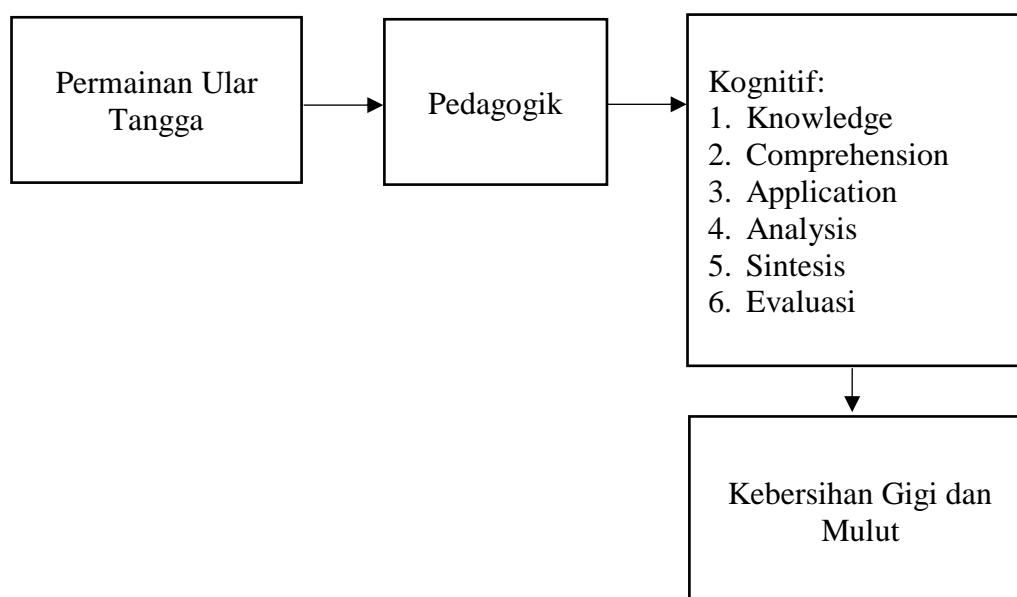 Permainan Ular
Tangga
Pedagogik
Kognitif:
1. Knowledge
2. Comprehension
3. Application
4. Analysis
5. Sintesis
6. Evaluasi
Kebersihan Gigi dan
Mulut